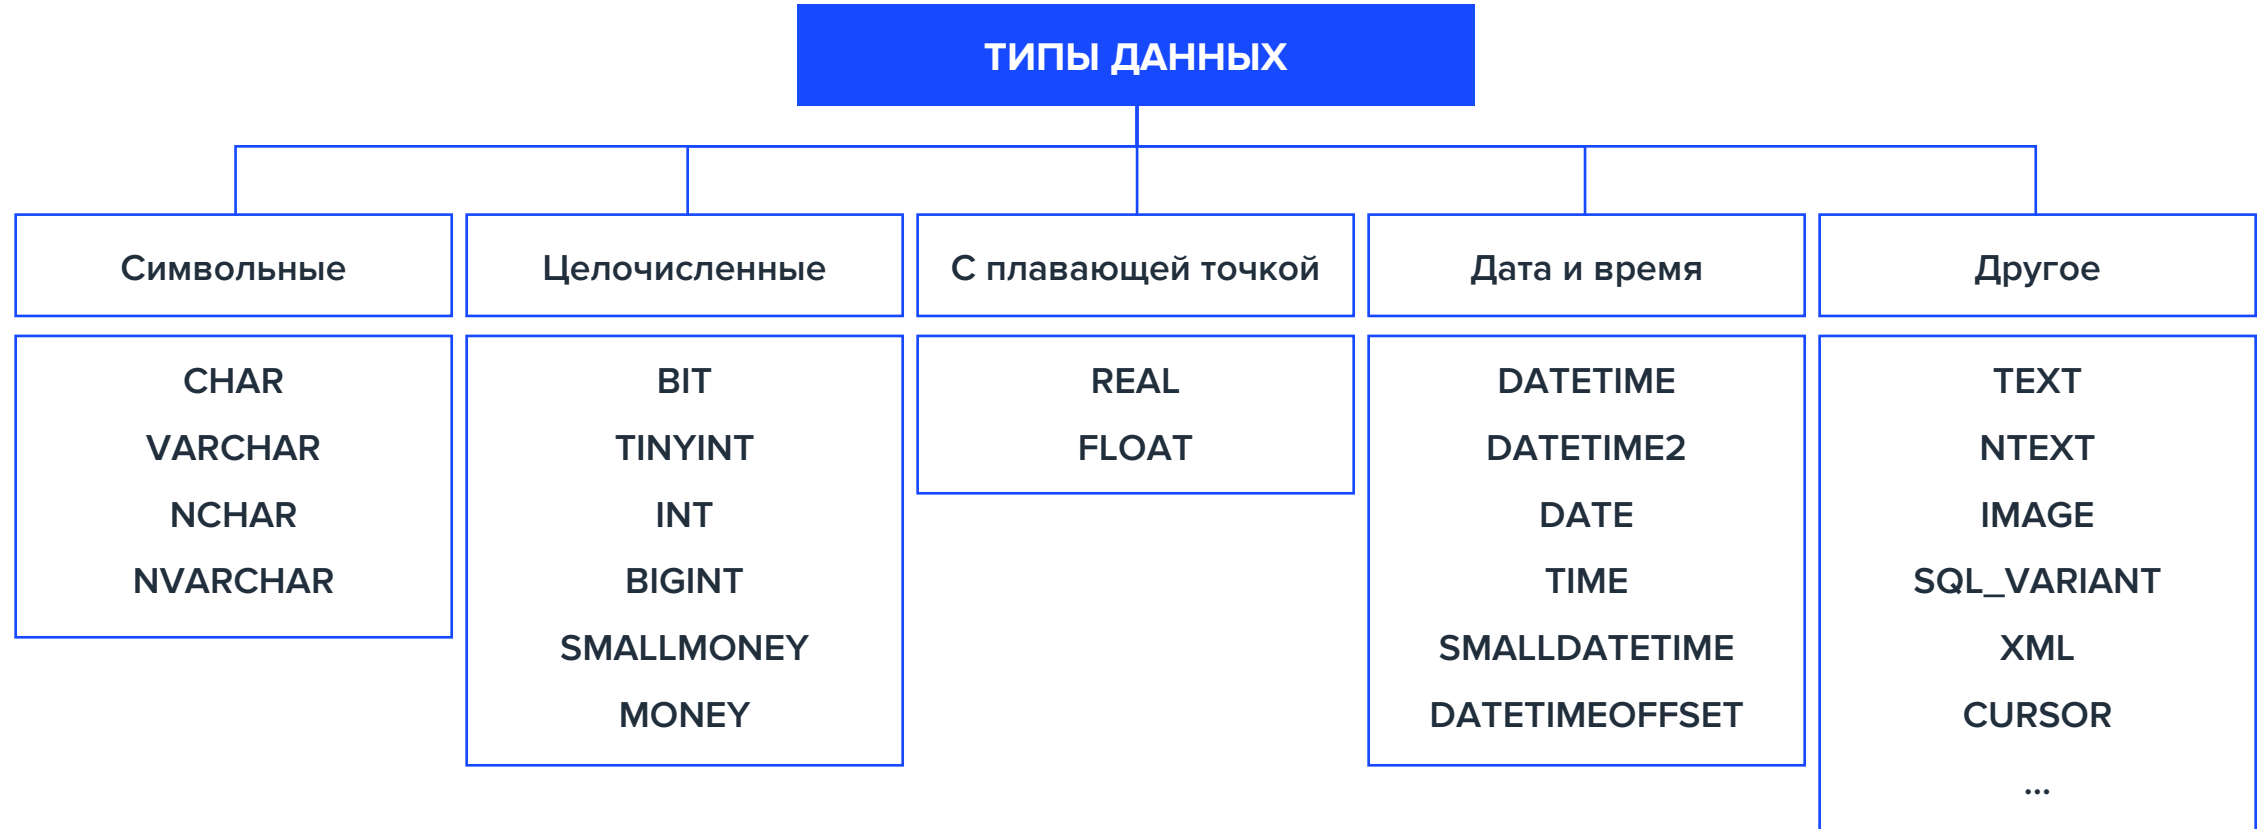 ТИПЫ ДАННЫХ
Символьные
CHAR
VARCHAR
NCHAR
NVARCHAR
Целочисленные
BIT
TINYINT
INT
BIGINT
SMALLMONEY
MONEY
С плавающей точкой
REAL
FLOAT
Дата и время
DATETIME
DATETIME2
DATE
TIME
SMALLDATETIME
DATETIMEOFFSET
Другое
TEXT
NTEXT
IMAGE
SQL_VARIANT
XML
CURSOR
...